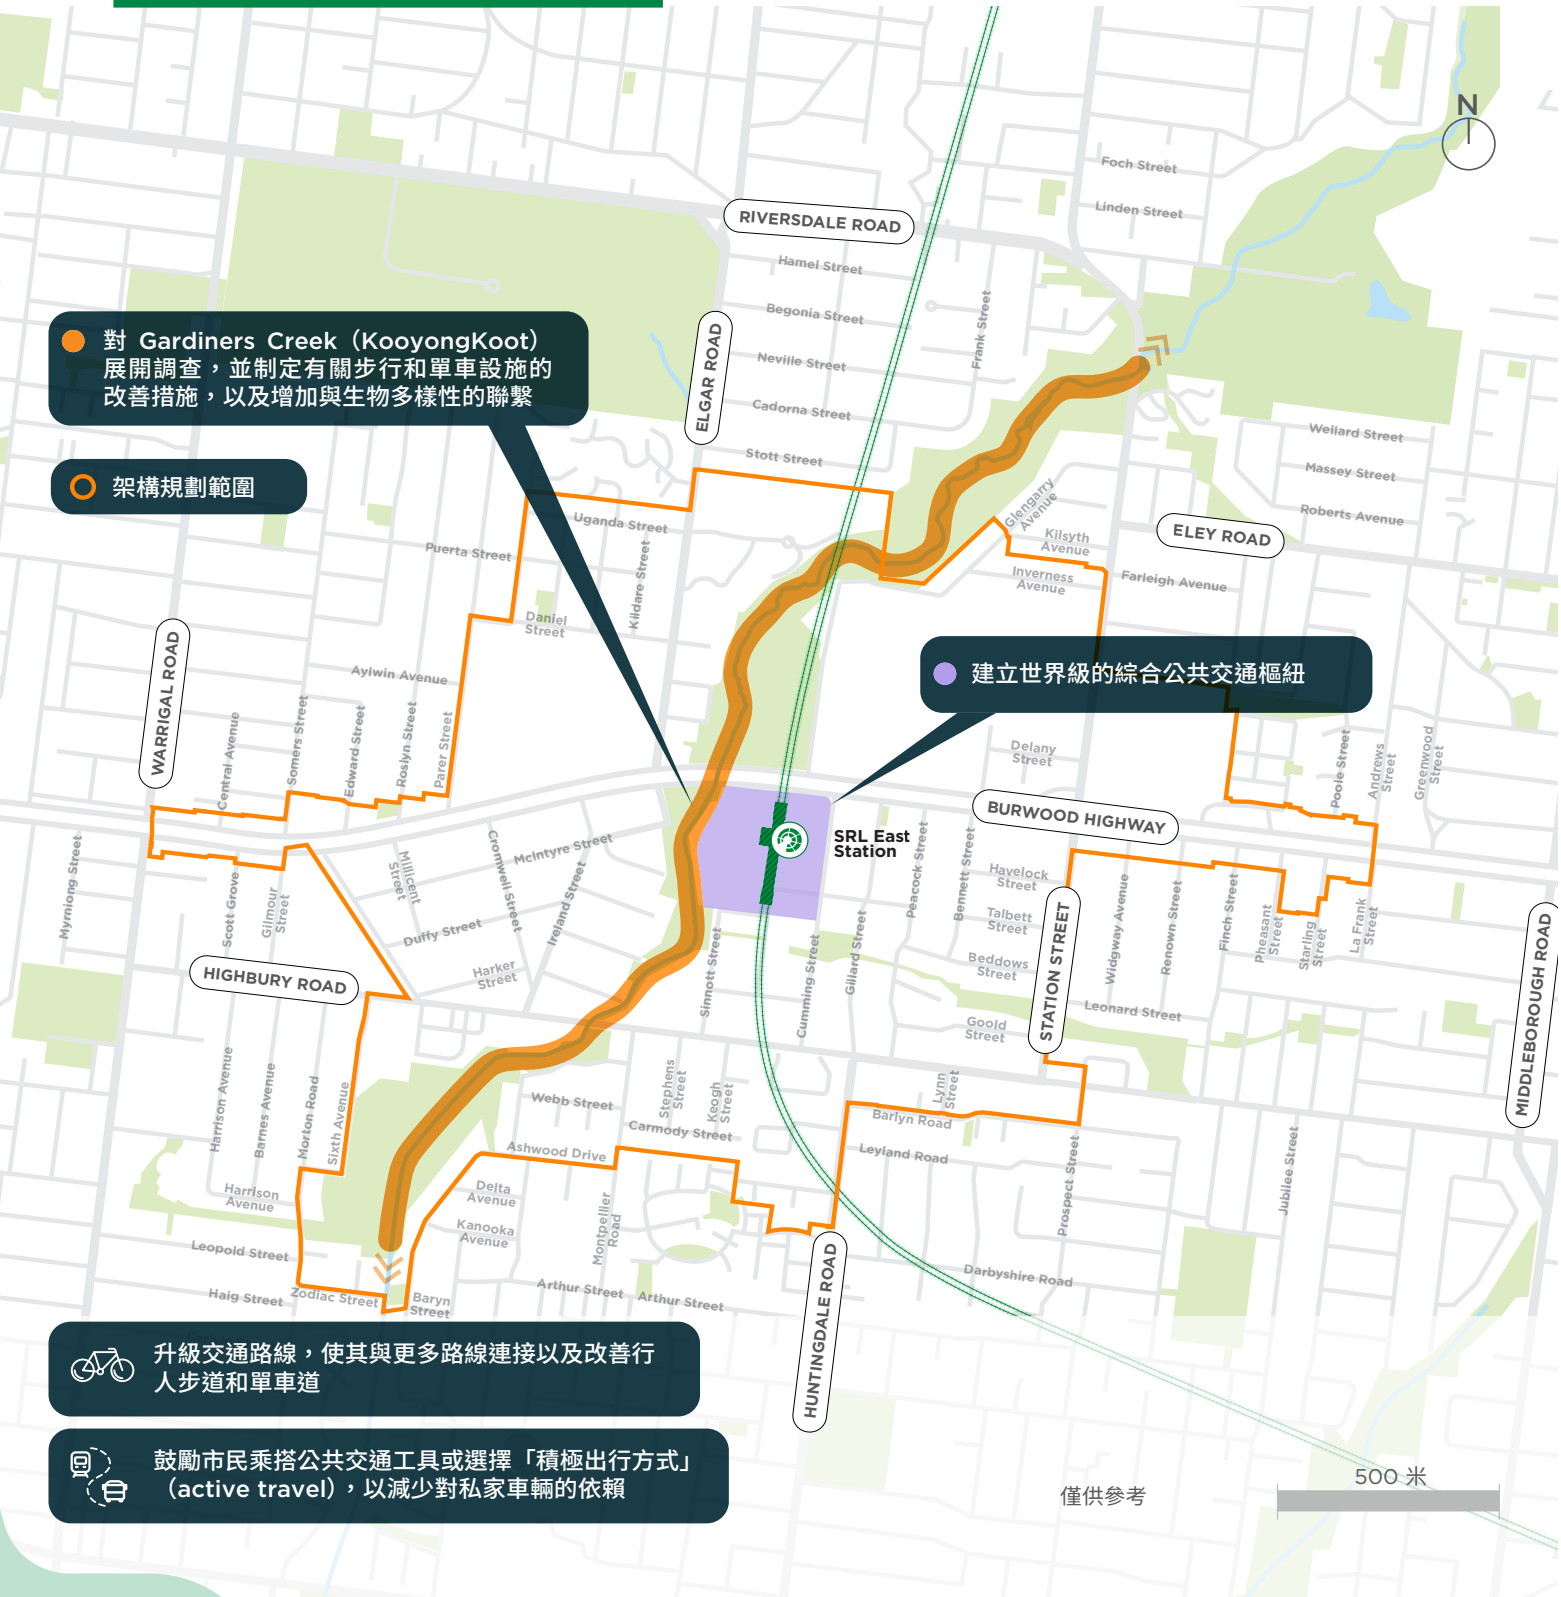 N
Foch Street
Linden Street
RIVERSDALE ROAD
Hamel Street
Begonia Street
Frank Street
Neville Street
ELGAR ROAD
Cadorna Street
Stott Street
對 Gardiners Creek（KooyongKoot）
展開調查，並制定有關步行和單車設施的
改善措施，以及增加與生物多樣性的聯繫
架構規劃範圍
Wellard Street
Massey Street
Roberts Avenue
ELEY ROAD
Glengarry
Avenue
Kilsyth
Avenue
Inverness
Avenue
Farleigh Avenue
Uganda Street
Puerta Street
Kildare Street
Daniel
Street
WARRIGAL ROAD
Aylwin Avenue
Central Avenue
Somers Street
Edward Street
Roslyn Street
Parer Street
建立世界級的綜合公共交通樞紐
Delany
Street
Poole Street
Andrews
Street
Greenwood
Street
BURWOOD HIGHWAY
SRL East
Station
Myrniong Street
Scott Grove
Gilmour
Street
Millicent
Street
Cromwell Street
McIntyre Street
Ireland Street
Duffy Street
Harker
Street
HIGHBURY ROAD
Sinnott Street
Cumming Street
Gillard Street
Peacock Street
Bennett Street
Havelock
Street
Talbett
Street
Beddows
Street
Goold
Street
STATION STREET
Widgway Avenue
Renown Street
Finch Street
Pheasant
Street
Starling
Street
La Frank
Street
Leonard Street
MIDDLEBOROUGH ROAD
Harrison Avenue
Barnes Avenue
Morton Road
Sixth Avenue
Harrison
Avenue
Leopold Street
Haig Street
Zodiac Street
Baryn
Street
Webb Street
Stephens
Street
Keogh
Street
Carmody Street
Ashwood Drive
Delta
Avenue
Kanooka
Avenue
Montpellier
Road
Arthur Street
Arthur Street
Lynn
Street
Barlyn Road
Leyland Road
Prospect Street
Jubilee Street
Darbyshire Road
HUNTINGDALE ROAD
升級交通路線，使其與更多路線連接以及改善行
人步道和單車道
鼓勵市民乘搭公共交通工具或選擇「積極出行方式」
（active travel），以減少對私家車輛的依賴
僅供參考
500 米